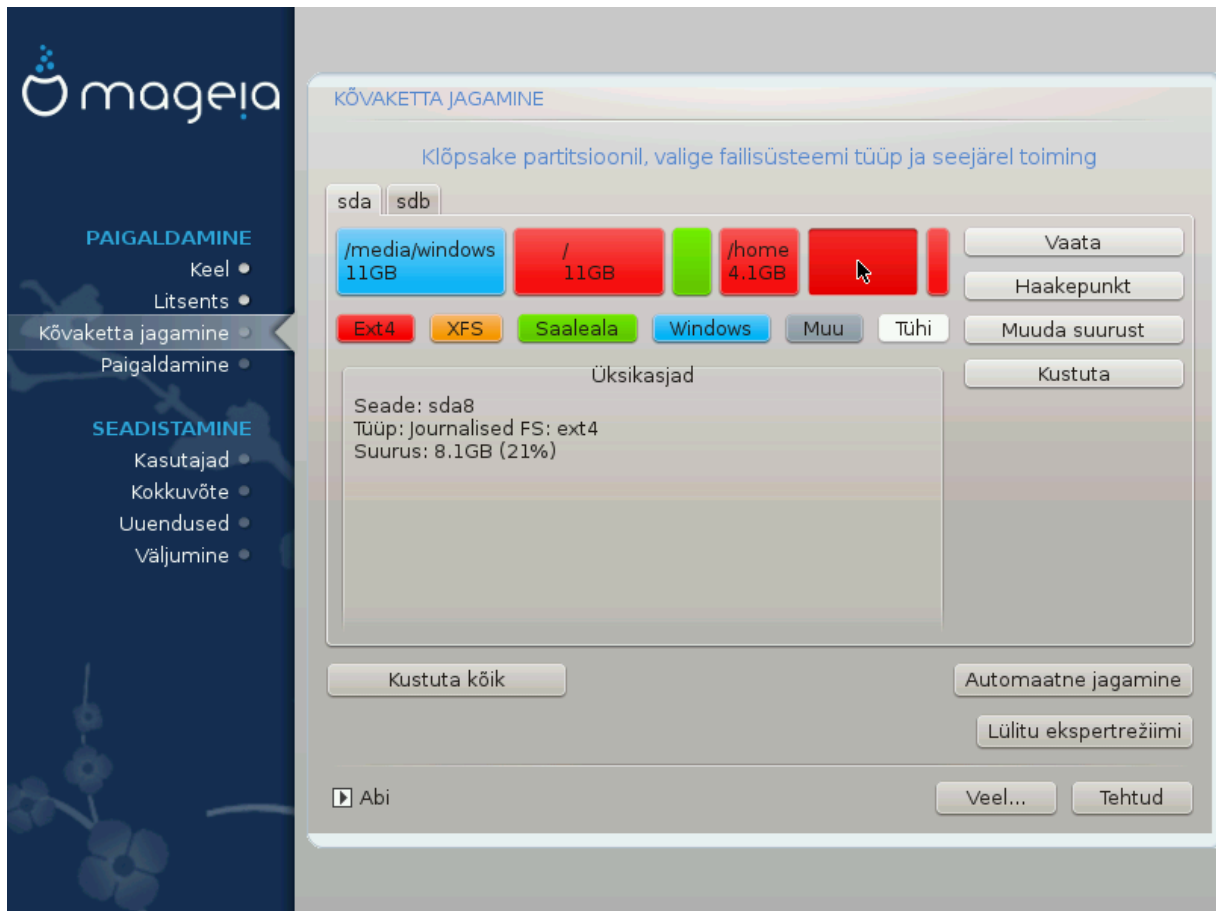 mageia
PAIGALDAMINE
Keel
Litsents
Kõvaketta jagamine
Paigaldamine
SEADISTAMINE
Kasutajad
Kokkuvõte
Uuendused
Väljumine
KÕVAKETTA JAGAMINE
Klõpsake partitsioonil, valige failisüsteemi tüüp ja seejärel toiming
sda sdb
/media/windows
11GB
/
11GB
/home
4.1GB
Ext4 XFS Saaleala Windows Muu Tühi
Vaata
Haakepunkt
Muuda suurust
Kustuta
Üksikasjad
Seade: sda8
Tüüp: Journalised FS: ext4
Suurus: 8.1GB (21%)
Kustuta kõik
Automaatne jagamine
Lülitu ekspertrežiimi
Abi
Veel...
Tehtud